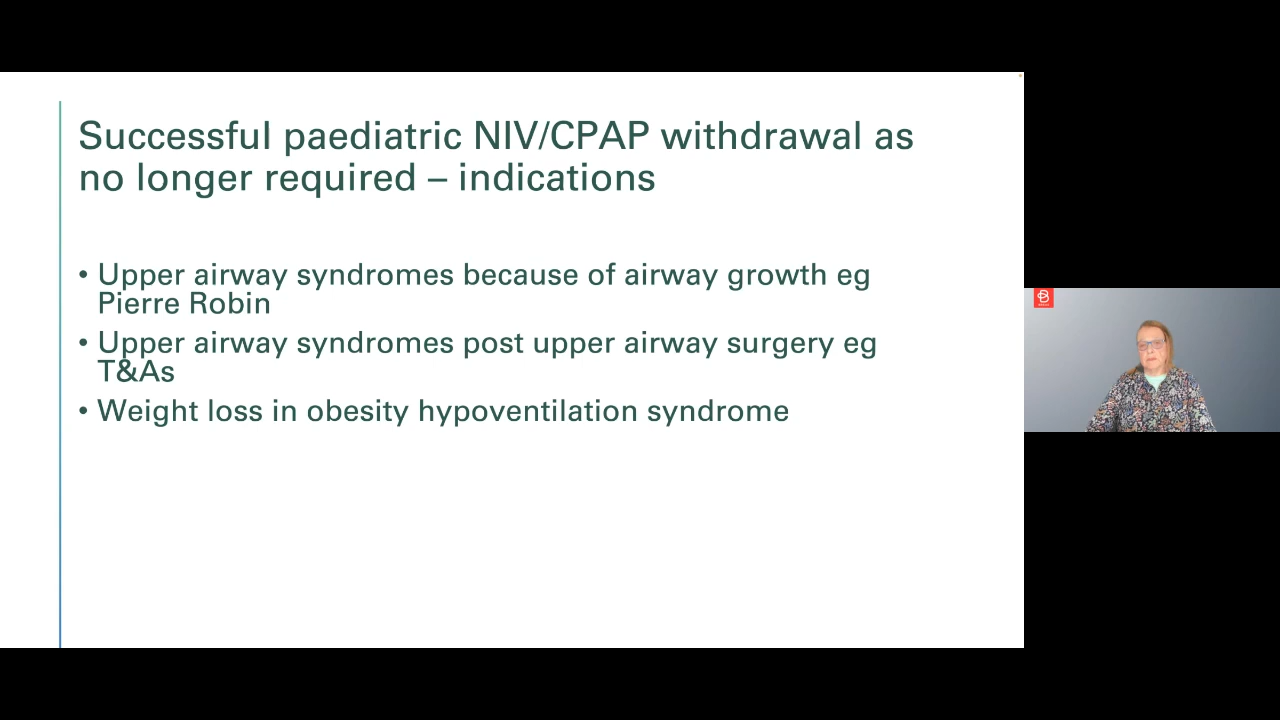 Successful paediatric NIV/CPAP withdrawal as
no longer required – indications
• Upper airway syndromes because of airway growth eg
Pierre Robin
• Upper airway syndromes post upper airway surgery eg
T&As
• Weight loss in obesity hypoventilation syndrome